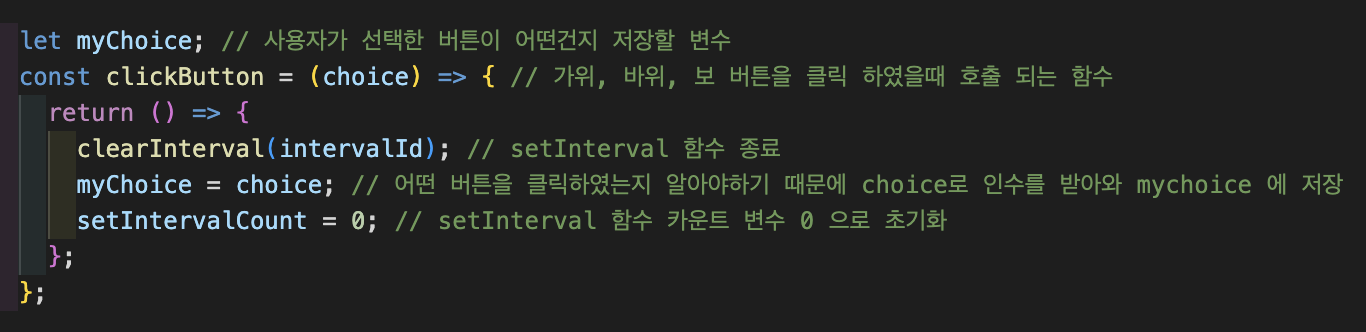 let myChoice; // 사용자가 선택한 버튼이 어떤건지 저장할 변수
const clickButton = (choice) => { // 가위, 바위, 보 버튼을 클릭 하였을때 호출 되는 함수
  return () => {
    clearInterval(intervalId); // setInterval 함수 종료
    myChoice = choice; // 어떤 버튼을 클릭하였는지 알아야하기 때문에 choice로 인수를 받아와 mychoice 에 저장
    setIntervalCount = 0; // setInterval 함수 카운트 변수 0 으로 초기화
  };
};